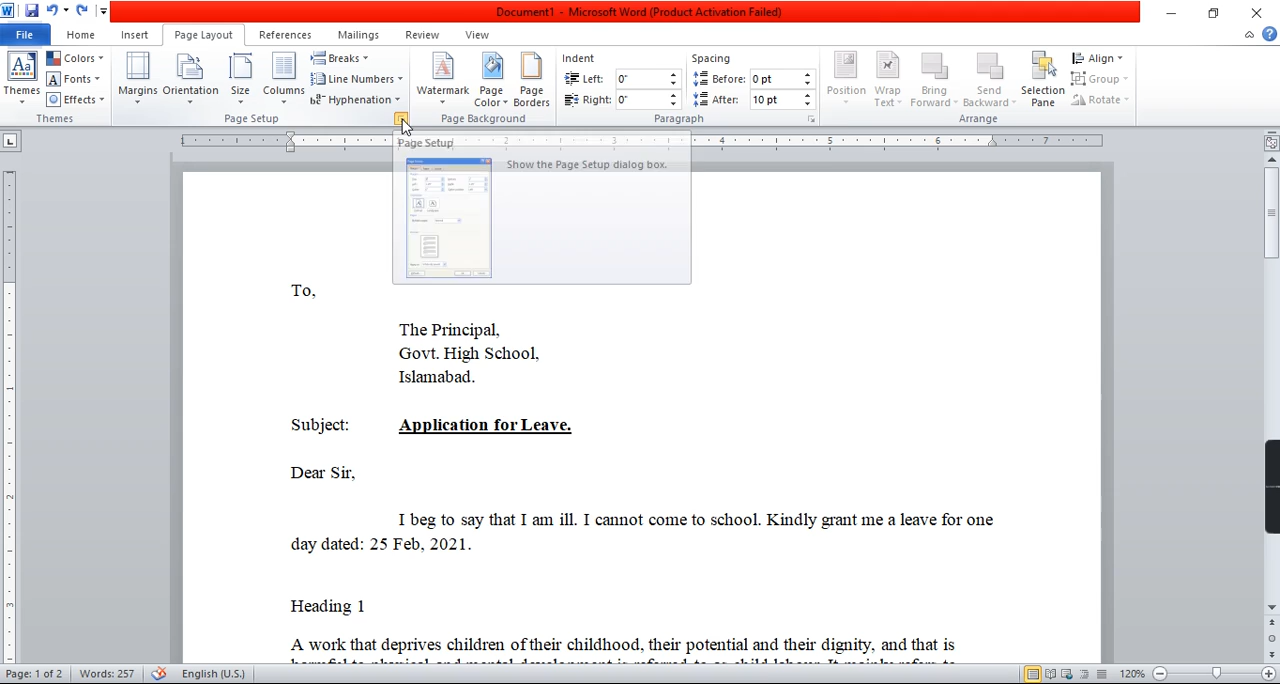 Document1 - Microsoft Word (Product Activation Failed)
File Home Insert Page Layout References Mailings Review View
Themes Colors Fonts Effects
Themes
Margins Orientation Size Columns Breaks Line Numbers Hyphenation
Page Setup
Watermark Page Color Page Borders
Page Background
Indent Spacing
Left: 0" Before: 0 pt
Right: 0" After: 10 pt
Paragraph
Position Wrap Text Bring Forward Send Backward Selection Pane Align Group Rotate
Arrange
Page Setup
Show the Page Setup dialog box.
To,
The Principal,
Govt. High School,
Islamabad.
Subject: Application for Leave.
Dear Sir,
I beg to say that I am ill. I cannot come to school. Kindly grant me a leave for one
day dated: 25 Feb, 2021.
Heading 1
A work that deprives children of their childhood, their potential and their dignity, and that is
Page: 1 of 2 Words: 257 English (U.S.) 120%